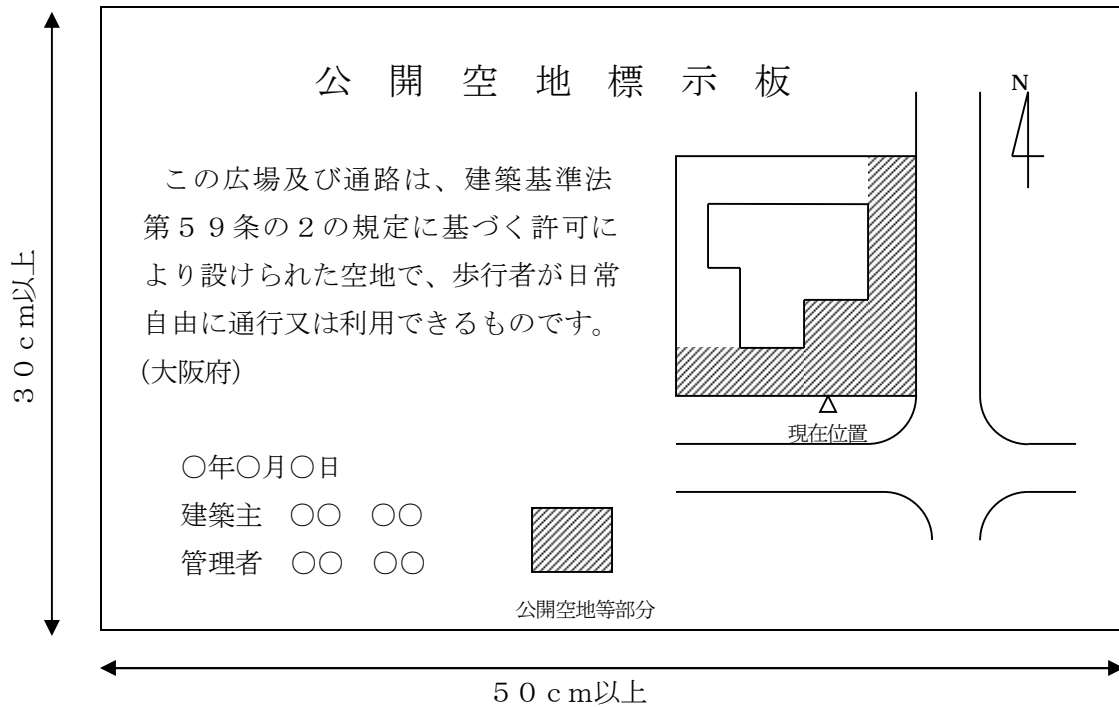 公開空地標示板
N
この広場及び通路は、建築基準法
第５９条の２の規定に基づく許可に
より設けられた空地で、歩行者が日常
自由に通行又は利用できるものです。
(大阪府)
現在位置
○年○月○日
建築主　○○　○○
管理者　○○　○○
公開空地等部分
３０ｃｍ以上
５０ｃｍ以上